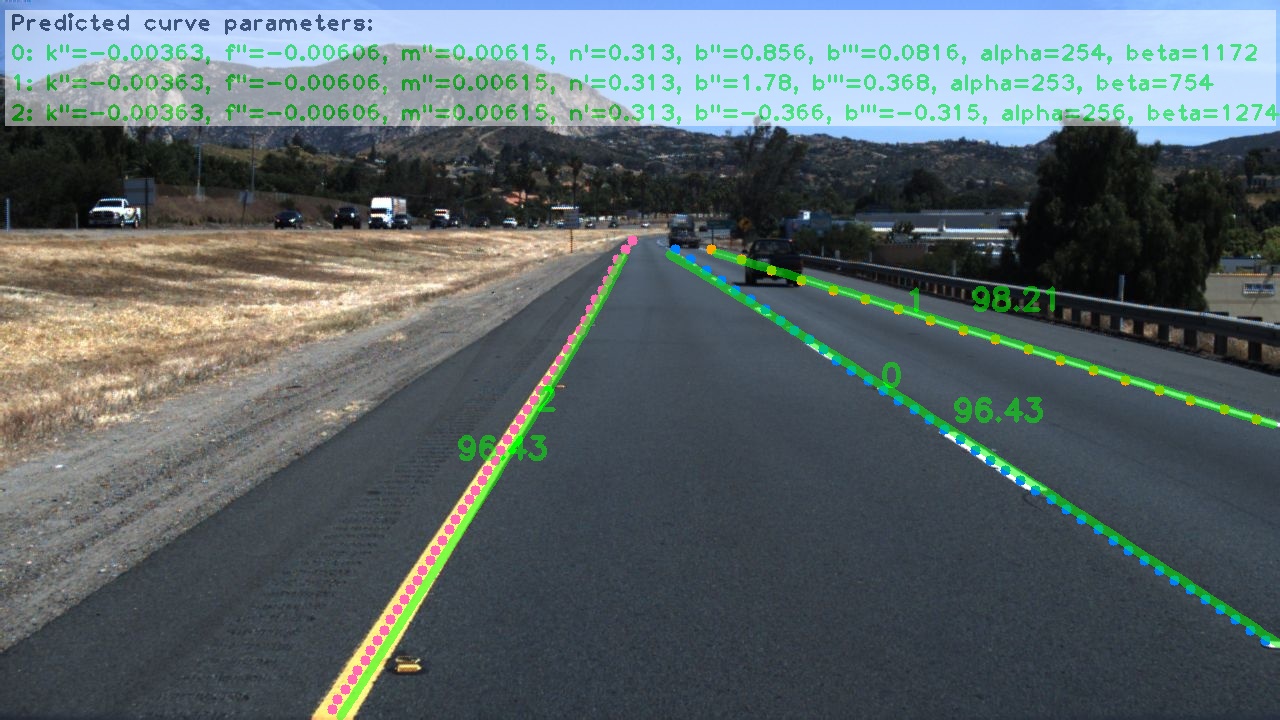 Predicted curve parameters:
0: k''=-0.00363, f''=-0.00606, m''=0.00615, n'=0.313, b''=0.856, b'''=0.0816, alpha=254, beta=1172
1: k''=-0.00363, f''=-0.00606, m''=0.00615, n'=0.313, b''=1.78, b'''=0.368, alpha=253, beta=754
2: k''=-0.00363, f''=-0.00606, m''=0.00615, n'=0.313, b''=-0.366, b'''=-0.315, alpha=256, beta=1274
1 98.21
0
96.43
2
96.43